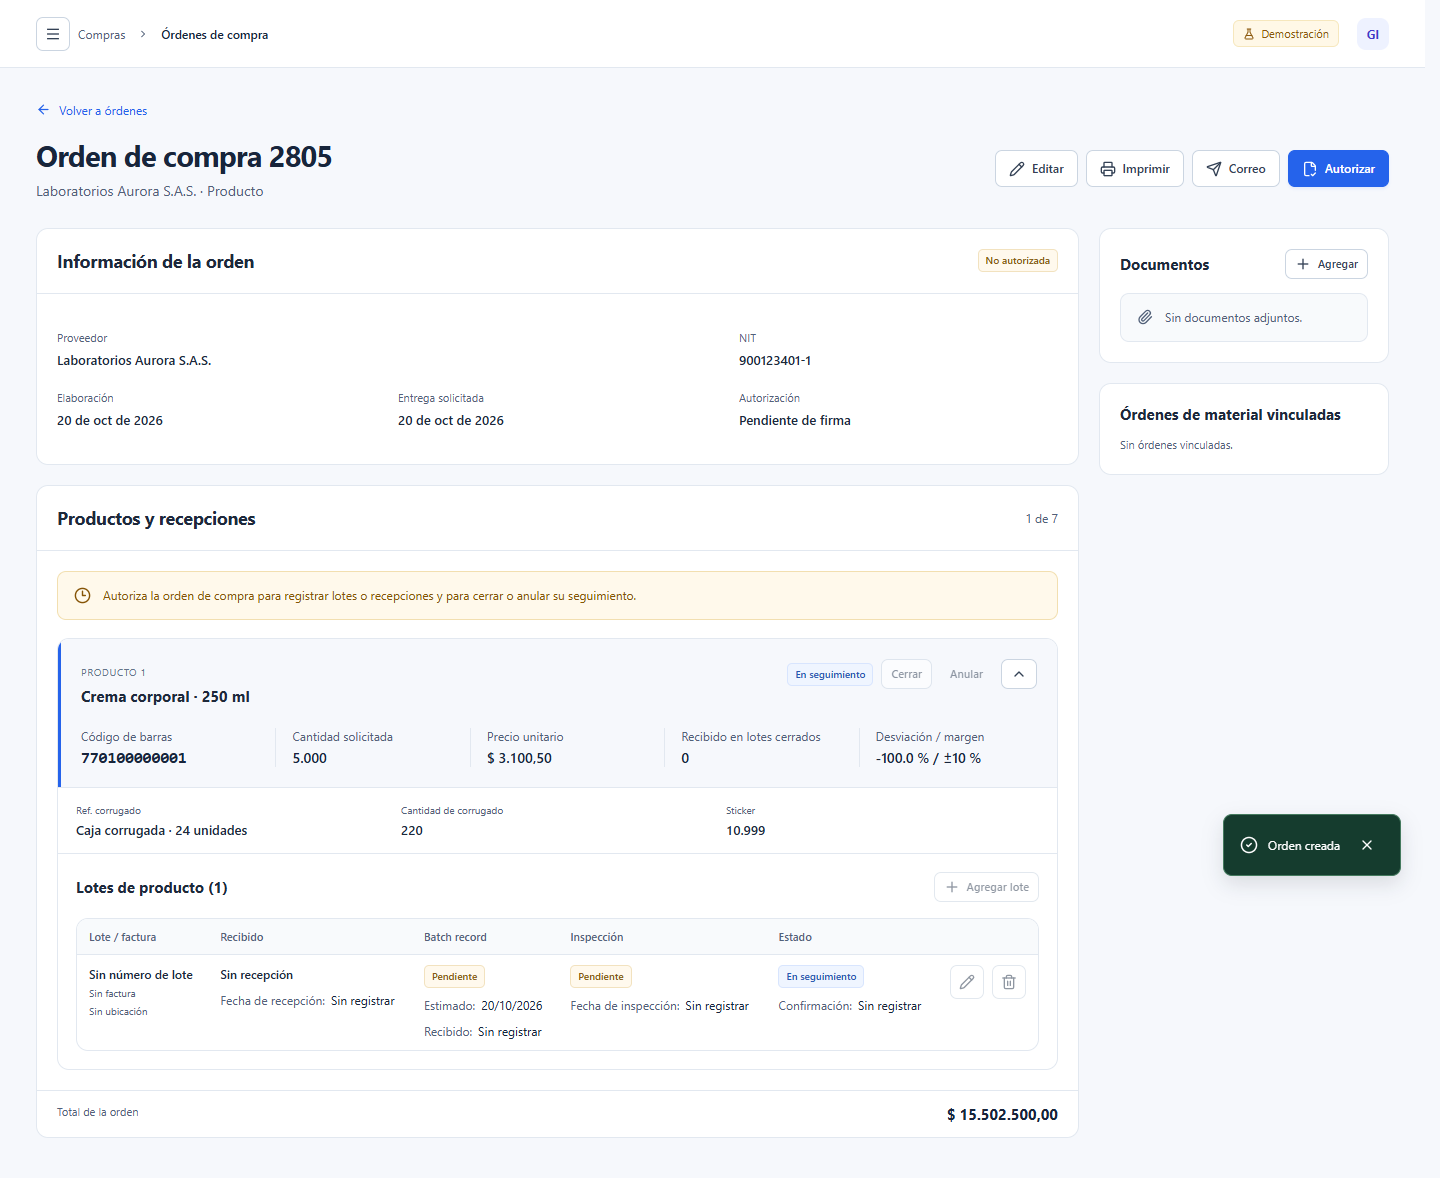 Compras
Órdenes de compra
Demostración
GI
Volver a órdenes
Orden de compra 2805
Laboratorios Aurora S.A.S. · Producto
Editar
Imprimir
Correo
Autorizar
Información de la orden
No autorizada
Proveedor
Laboratorios Aurora S.A.S.
NIT
900123401-1
Elaboración
20 de oct de 2026
Entrega solicitada
20 de oct de 2026
Autorización
Pendiente de firma
Documentos
Agregar
Sin documentos adjuntos.
Órdenes de material vinculadas
Sin órdenes vinculadas.
Productos y recepciones
1 de 7
Autoriza la orden de compra para registrar lotes o recepciones y para cerrar o anular su seguimiento.
PRODUCTO 1
Crema corporal · 250 ml
En seguimiento
Cerrar
Anular
Código de barras
770100000001
Cantidad solicitada
5.000
Precio unitario
$ 3.100,50
Recibido en lotes cerrados
0
Desviación / margen
-100.0 % / ±10 %
Ref. corrugado
Caja corrugada · 24 unidades
Cantidad de corrugado
220
Sticker
10.999
Lotes de producto (1)
Agregar lote
Lote / factura
Recibido
Batch record
Inspección
Estado
Sin número de lote
Sin factura
Sin ubicación
Sin recepción
Fecha de recepción: Sin registrar
Pendiente
Estimado: 20/10/2026
Recibido: Sin registrar
Pendiente
Fecha de inspección: Sin registrar
En seguimiento
Confirmación: Sin registrar
Total de la orden
$ 15.502.500,00
Orden creada